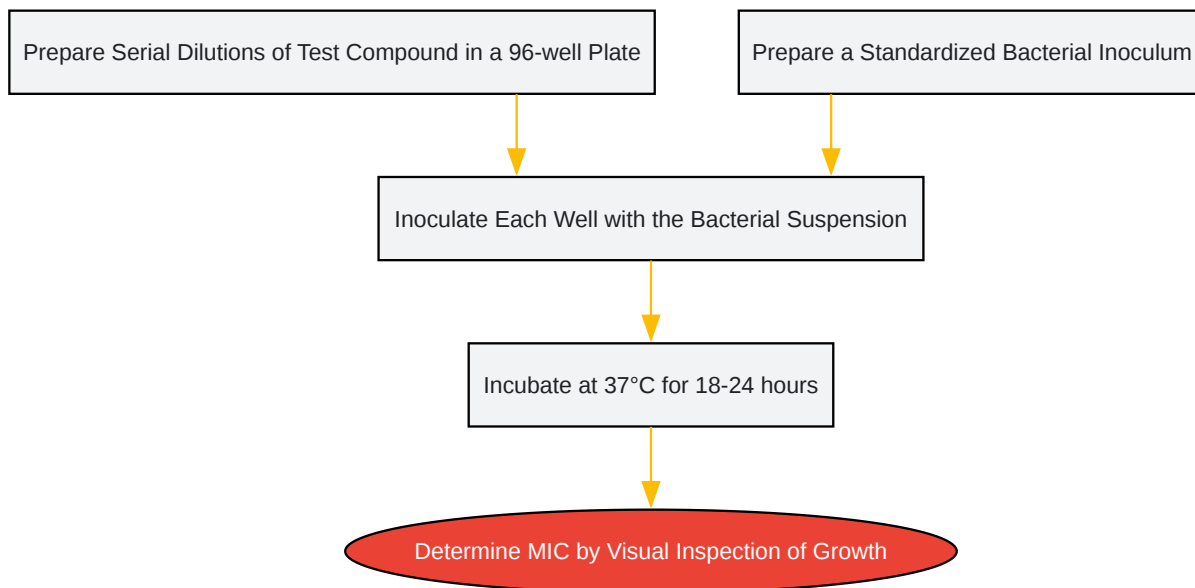 Prepare Serial Dilutions of Test Compound in a 96-well Plate
Prepare a Standardized Bacterial Inoculum
Inoculate Each Well with the Bacterial Suspension
Incubate at 37°C for 18-24 hours
Determine MIC by Visual Inspection of Growth